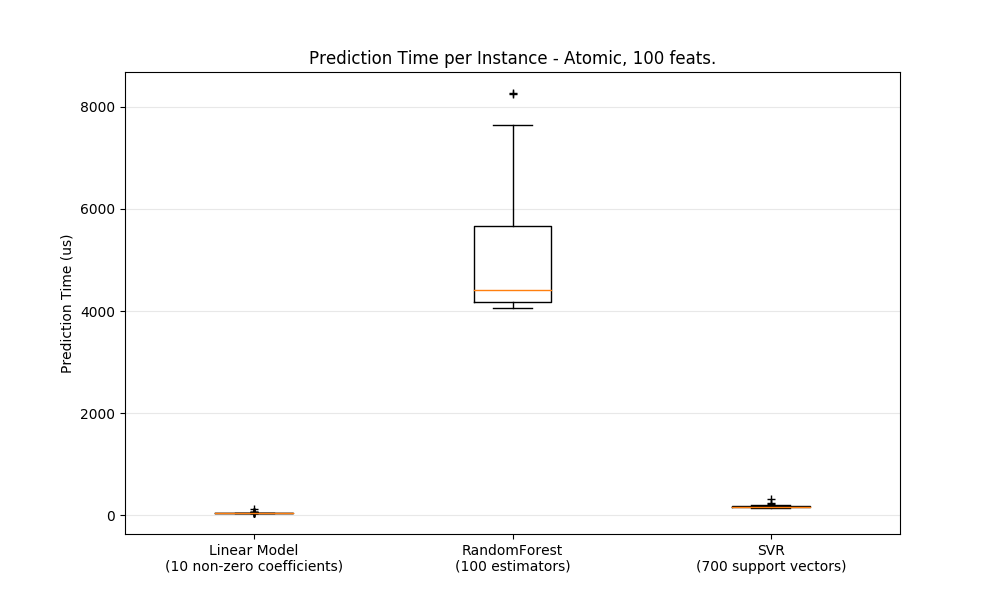 Prediction Time per Instance - Atomic, 100 feats.
Prediction Time (us)
8000
6000
4000
2000
0
Linear Model
(10 non-zero coefficients)
RandomForest
(100 estimators)
SVR
(700 support vectors)